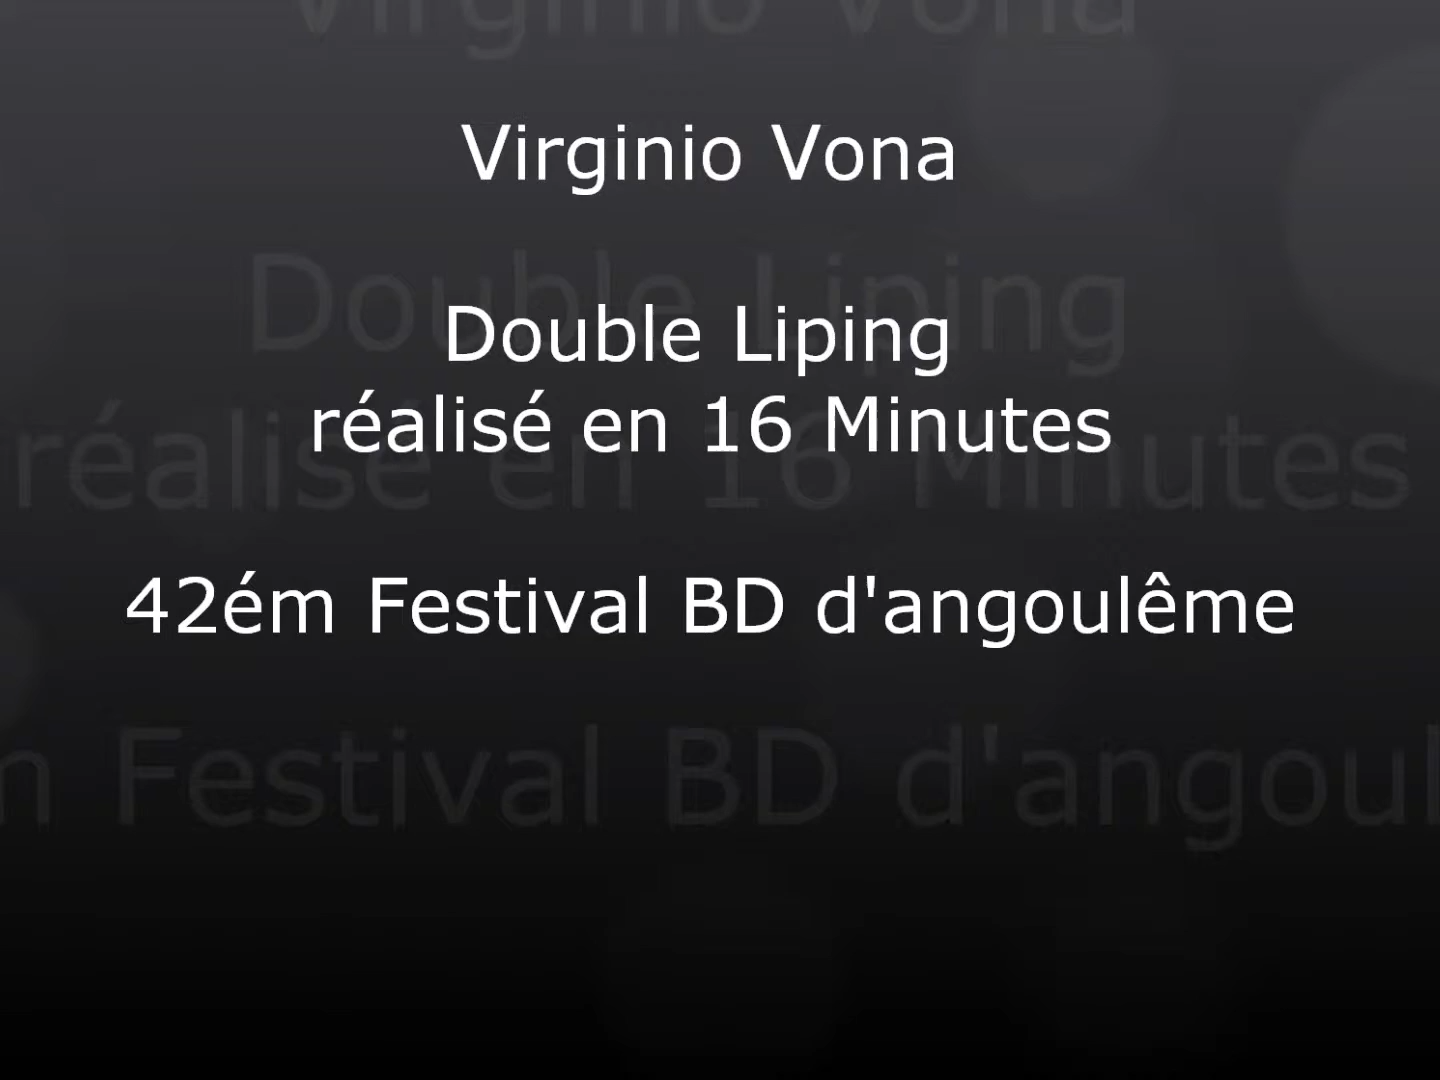 Virginio Vona
Double Liping
réalisé en 16 Minutes
42ém Festival BD d'angoulême